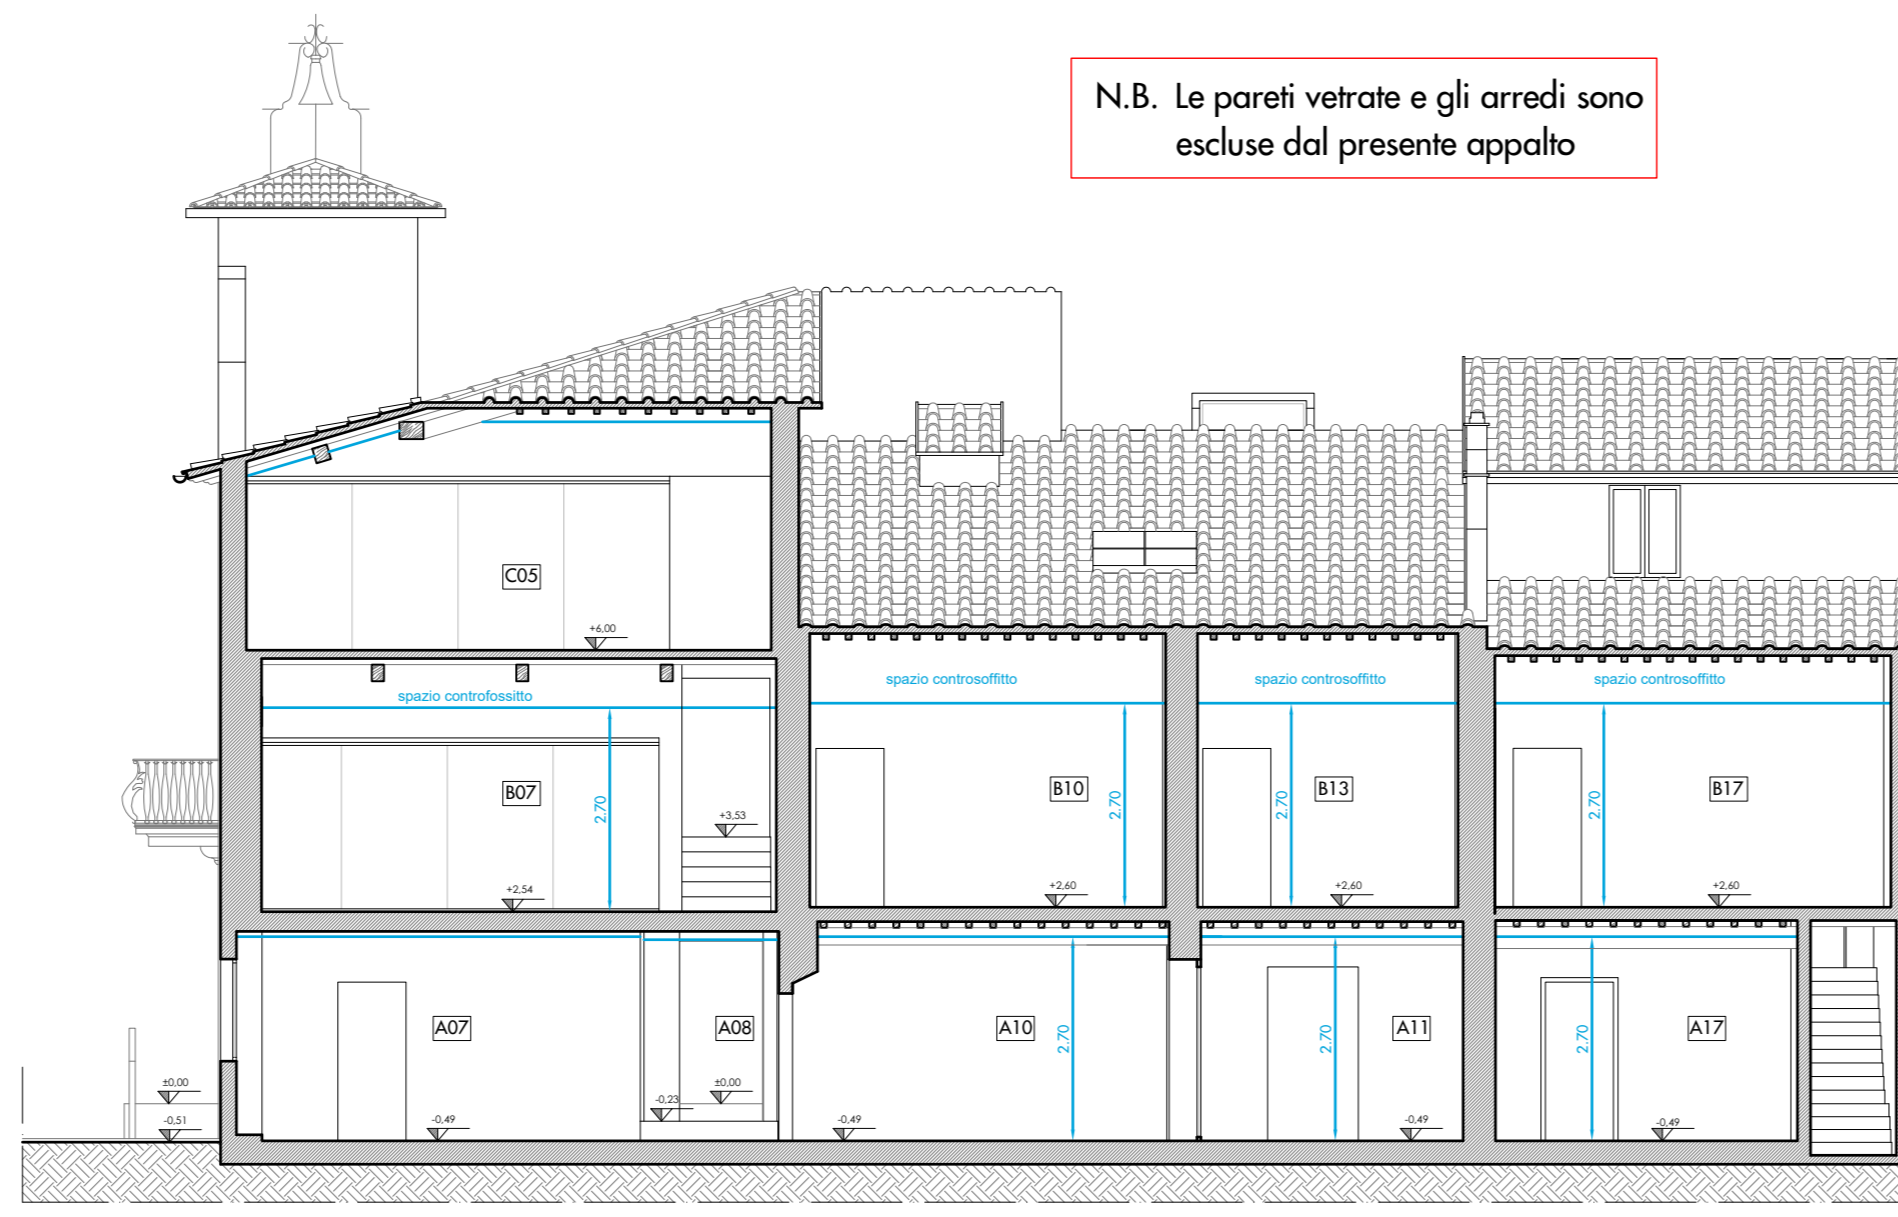 N.B. Le pareti vetrate e gli arredi sono
escluse dal presente appalto
C05
+6,00
spazio controfossitto
spazio controsoffitto
spazio controsoffitto
spazio controsoffitto
B07
2.70
+3,53
+2,54
B10
2.70
+2,60
B13
2.70
+2,60
B17
2.70
+2,60
±0,00
-0,51
A07
-0,49
A08
-0,23
±0,00
A10
2.70
-0,49
A11
2.70
-0,49
A17
2.70
-0,49